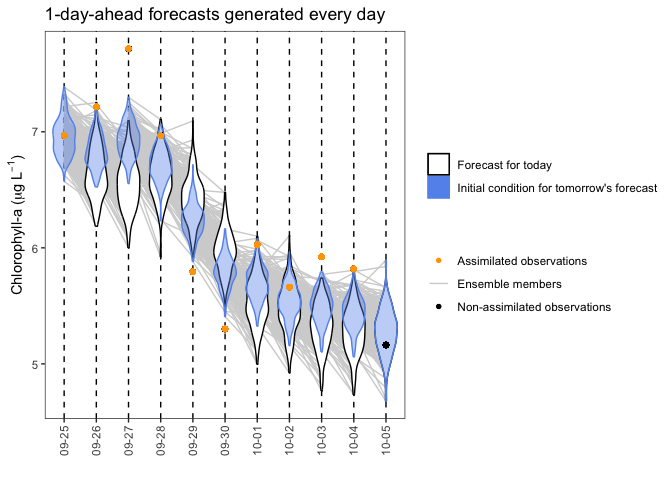 1-day-ahead forecasts generated every day
Chlorophyll-a (μg L⁻¹)
7
6
5
09-25
09-26
09-27
09-28
09-29
09-30
10-01
10-02
10-03
10-04
10-05
Forecast for today
Initial condition for tomorrow's forecast
Assimilated observations
Ensemble members
Non-assimilated observations